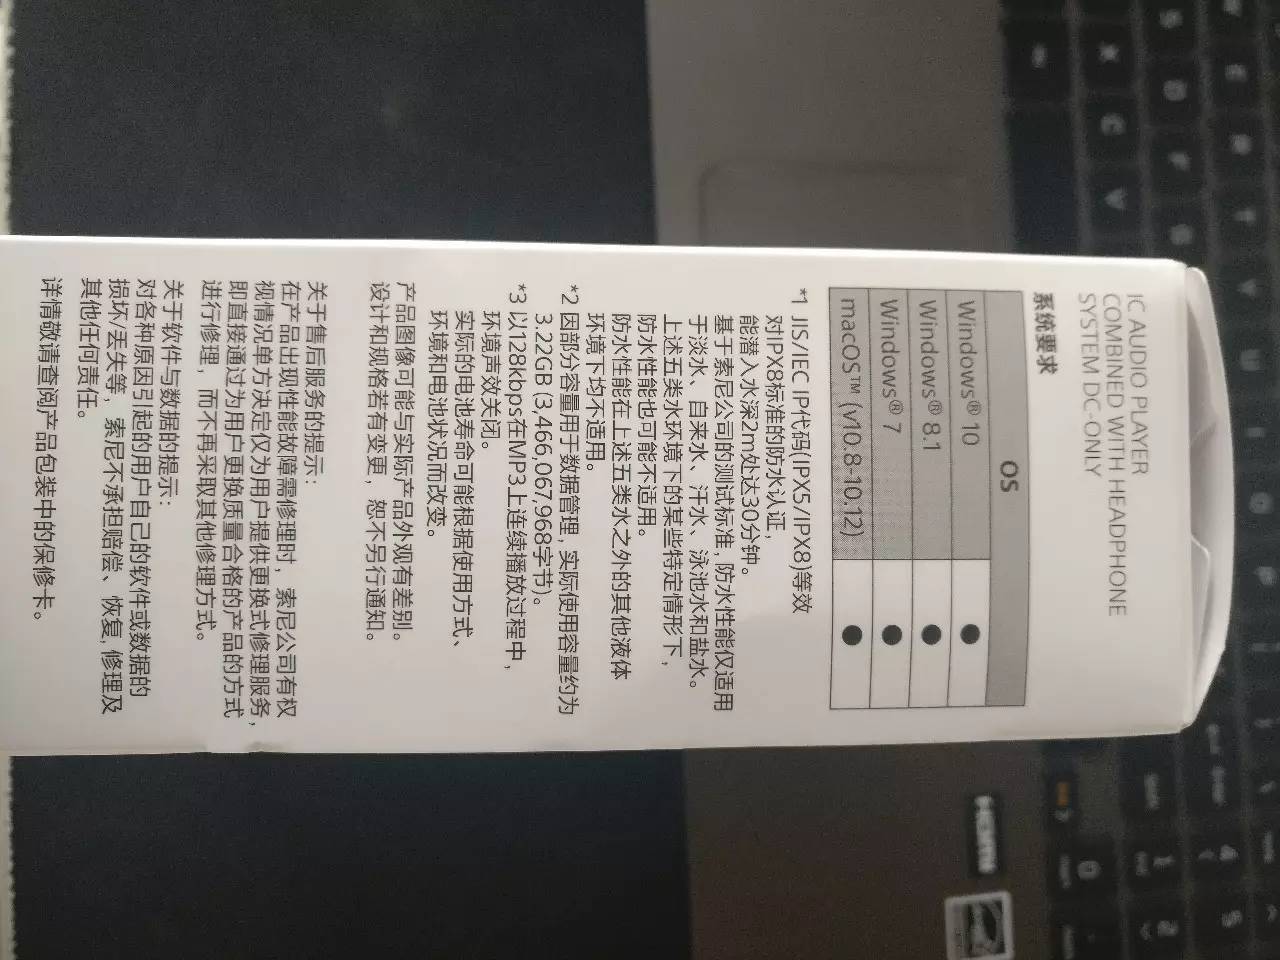 IC AUDIO PLAYER
COMBINED WITH HEADPHONE
SYSTEM DC-ONLY
系统要求
OS
Windows® 10 ●
Windows® 8.1 ●
Windows® 7 ●
macOS™ (v10.8-10.12) ●
*1 JIS/IEC IP代码(IPX5/IPX8)等效
对IPX8标准的防水认证,
能潜入水深2m处达30分钟。
基于索尼公司的测试标准, 防水性能仅适用
于淡水、自来水、汗水、泳池水和盐水。
上述五类水环境下的某些特定情形下,
防水性能也可能不适用。
防水性能在上述五类水之外的其他液体
环境下均不适用。
*2 因部分容量用于数据管理, 实际使用容量约为
3.22GB (3,466,067,968字节)。
*3 以128kbps在MP3上连续播放过程中,
环境声效关闭。
实际的电池寿命可能根据使用方式、
环境和电池状况而改变。
产品图像可能与实际产品外观有差别。
设计和规格若有变更，恕不另行通知。
关于售后服务的提示:
在产品出现性能故障需修理时，索尼公司有权
视情况单方决定仅为用户提供更换式修理服务,
即直接通过为用户更换质量合格的产品的方式
进行修理，而不再采取其他修理方式。
关于软件与数据的提示:
对各种原因引起的用户自己的软件或数据的
损坏/丢失等，索尼不承担赔偿、恢复, 修理及
其他任何责任。
详情敬请查阅产品包装中的保修卡。
HDMI